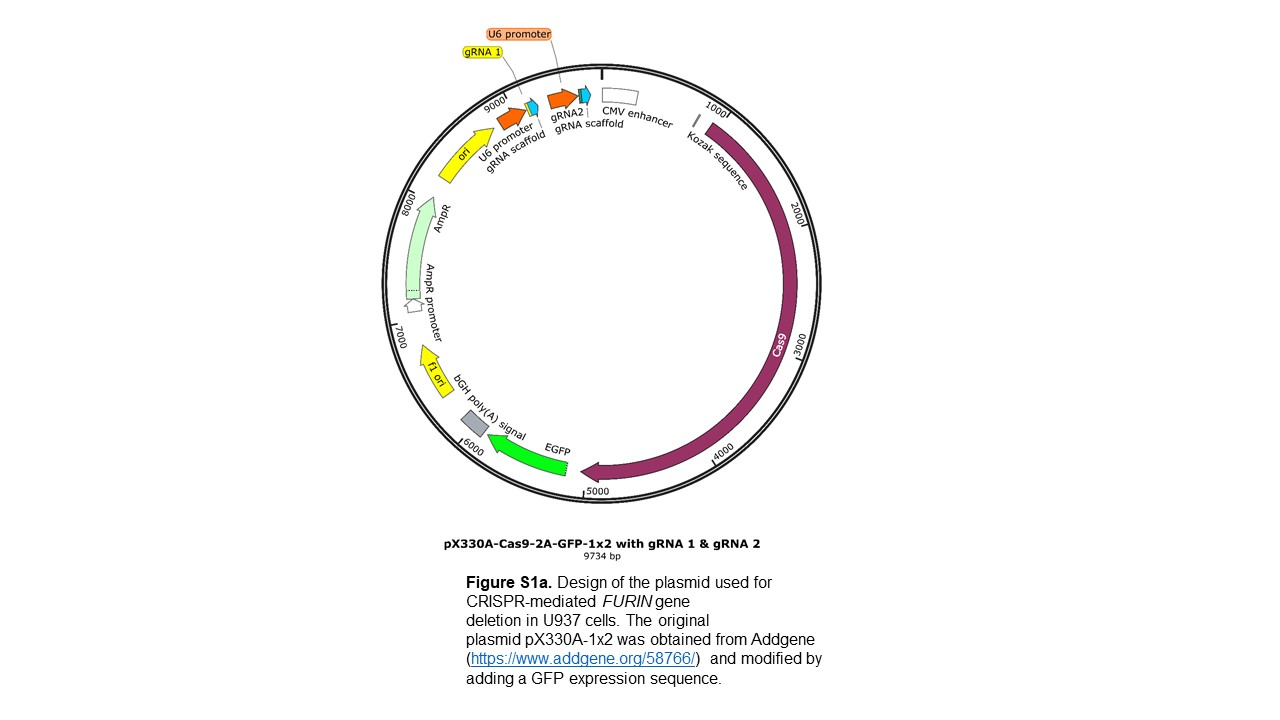 U6 promoter
gRNA 1
9000
1000
gRNA2
CMV enhancer
gRNA scaffold
U6 promoter
gRNA scaffold
Kozak sequence
ori
8000
2000
AmpR
AmpR promoter
7000
3000
Cas9
f1 ori
bGH poly(A) signal
6000
EGFP
4000
5000
pX330A-Cas9-2A-GFP-1x2 with gRNA 1 & gRNA 2
9734 bp
Figure S1a. Design of the plasmid used for
CRISPR-mediated FURIN gene
deletion in U937 cells. The original
plasmid pX330A-1x2 was obtained from Addgene
(https://www.addgene.org/58766/) and modified by
adding a GFP expression sequence.